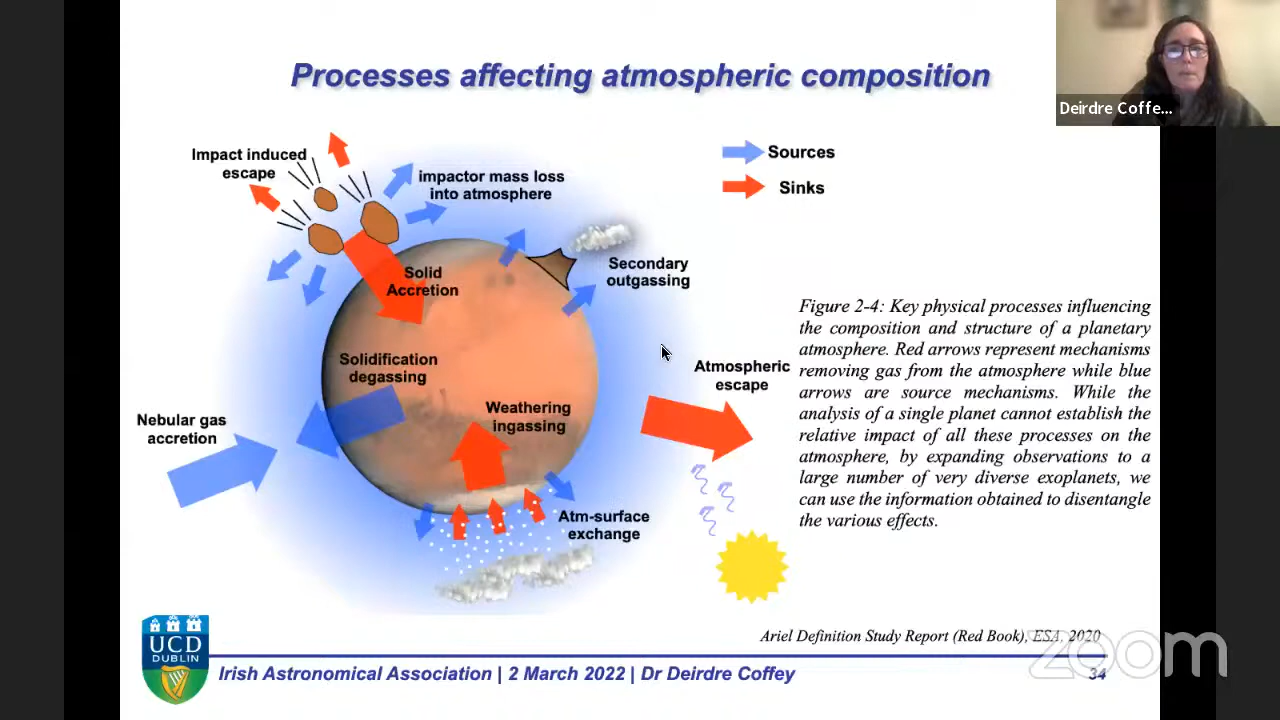 Processes affecting atmospheric composition
Deirdre Coffe...
Impact induced
escape
impactor mass loss
into atmosphere
Sources
Sinks
Solid
Accretion
Secondary
outgassing
Solidification
degassing
Atmospheric
escape
Nebular gas
accretion
Weathering
ingassing
Atm-surface
exchange
Figure 2-4: Key physical processes influencing
the composition and structure of a planetary
atmosphere. Red arrows represent mechanisms
removing gas from the atmosphere while blue
arrows are source mechanisms. While the
analysis of a single planet cannot establish the
relative impact of all these processes on the
atmosphere, by expanding observations to a
large number of very diverse exoplanets, we
can use the information obtained to disentangle
the various effects.
Ariel Definition Study Report (Red Book), ESA, 2020
zoom
UCD
DUBLIN
Irish Astronomical Association | 2 March 2022 | Dr Deirdre Coffey
34